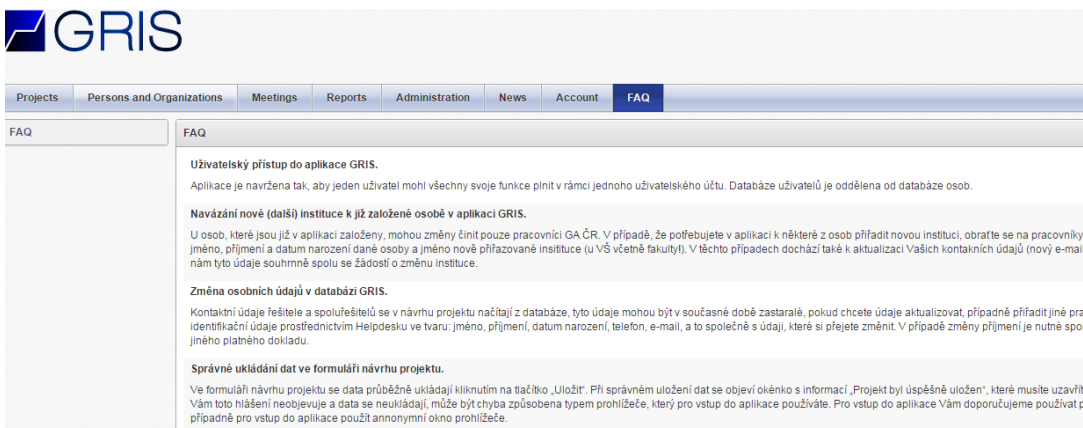 GRIS
Projects Persons and Organizations Meetings Reports Administration News Account FAQ
FAQ
FAQ
Uživatelský přístup do aplikace GRIS.
Aplikace je navržena tak, aby jeden uživatel mohl všechny svoje funkce plnit v rámci jednoho uživatelského účtu. Databáze uživatelů je oddělena od databáze osob.
Navázání nové (další) instituce k již založené osobě v aplikaci GRIS.
U osob, které jsou již v aplikaci založeny, mohou změny činit pouze pracovníci GA ČR. V případě, že potřebujete v aplikaci k některé z osob přiřadit novou instituci, obraťte se na pracovníky
jméno, příjmení a datum narození dané osoby a jméno nově přiřazované insitituce (u VŠ včetně fakulty!). V těchto případech dochází také k aktualizaci Vašich kontakních údajů (nový e-mai
nám tyto údaje souhrnně spolu se žádostí o změnu instituce.
Změna osobních údajů v databázi GRIS.
Kontaktní údaje řešitele a spoluřešitelů se v návrhu projektu načítají z databáze, tyto údaje mohou být v současné době zastaralé, pokud chcete údaje aktualizovat, případně přiřadit jiné pra
identifikační údaje prostřednictvím Helpdesku ve tvaru: jméno, příjmení, datum narození, telefon, e-mail, a to společně s údaji, které si přejete změnit. V případě změny příjmení je nutné spo
jiného platného dokladu.
Správné ukládání dat ve formuláři návrhu projektu.
Ve formuláři návrhu projektu se data průběžně ukládají kliknutím na tlačítko „Uložit“. Při správném uložení dat se objeví okénko s informací „Projekt byl úspěšně uložen“, které musíte uzavřít
Vám toto hlášení neobjevuje a data se neukládají, může být chyba způsobena typem prohlížeče, který pro vstup do aplikace používáte. Pro vstup do aplikace Vám doporučujeme používat p
případně pro vstup do aplikace použít annonymní okno prohlížeče.